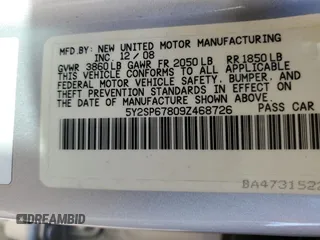 MFD. BY: NEW UNITED MOTOR MANUFACTURING
INC. 12/08
GVWR 3860LB GAWR FR 2050LB RR 1850LB
THIS VEHICLE CONFORMS TO ALL APPLICABLE
FEDERAL MOTOR VEHICLE SAFETY, BUMPER, AND
THEFT PREVENTION STANDARDS IN EFFECT ON THE
DATE OF MANUFACTURE SHOWN ABOVE.
5Y2SP67809Z468726 PASS CAR
BA4731522
DAMAGEBID